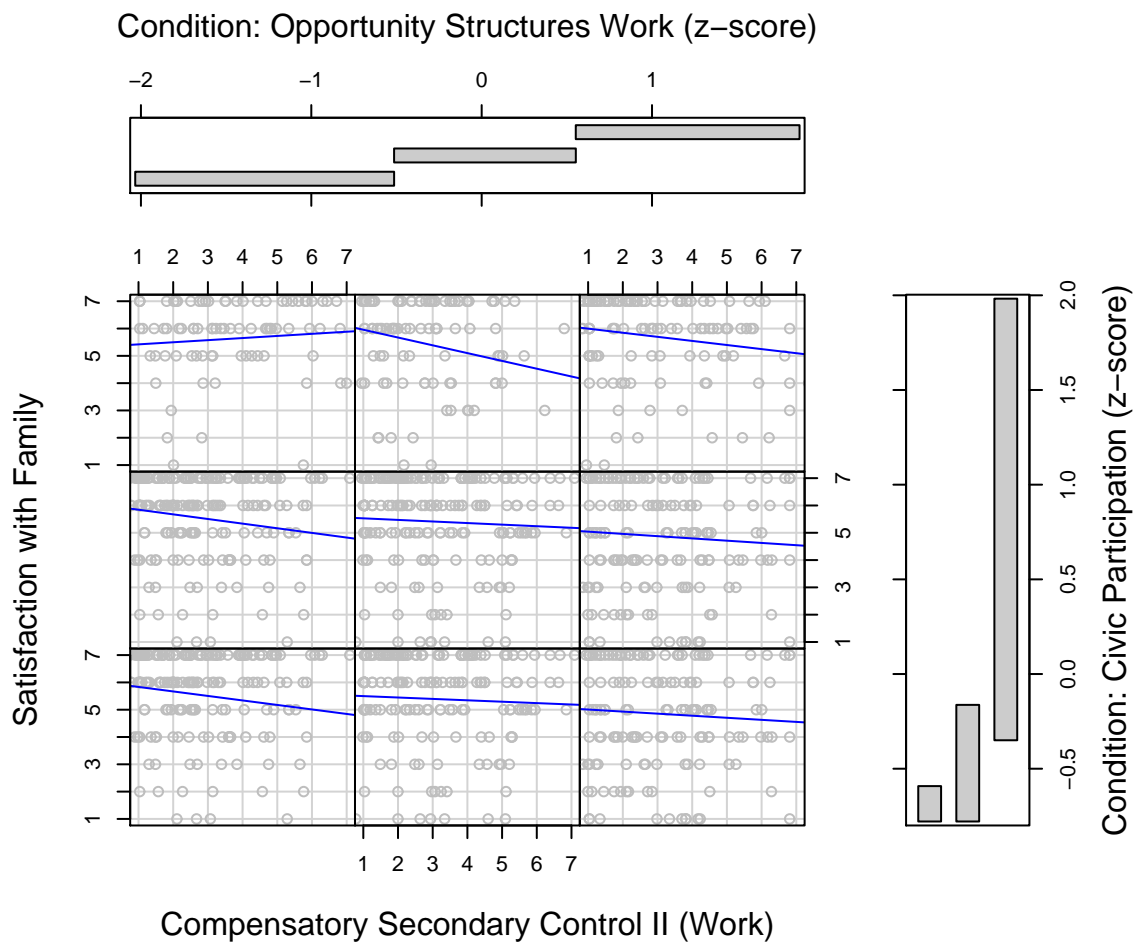 Condition: Opportunity Structures Work (z−score)
−2 −1 0 1
1 2 3 4 5 6 7 1 2 3 4 5 6 7
7
5
3
1
7
5
3
1
7
5
3
1
1 2 3 4 5 6 7
Satisfaction with Family
Compensatory Secondary Control II (Work)
−0.5 0.0 0.5 1.0 1.5 2.0
Condition: Civic Participation (z−score)